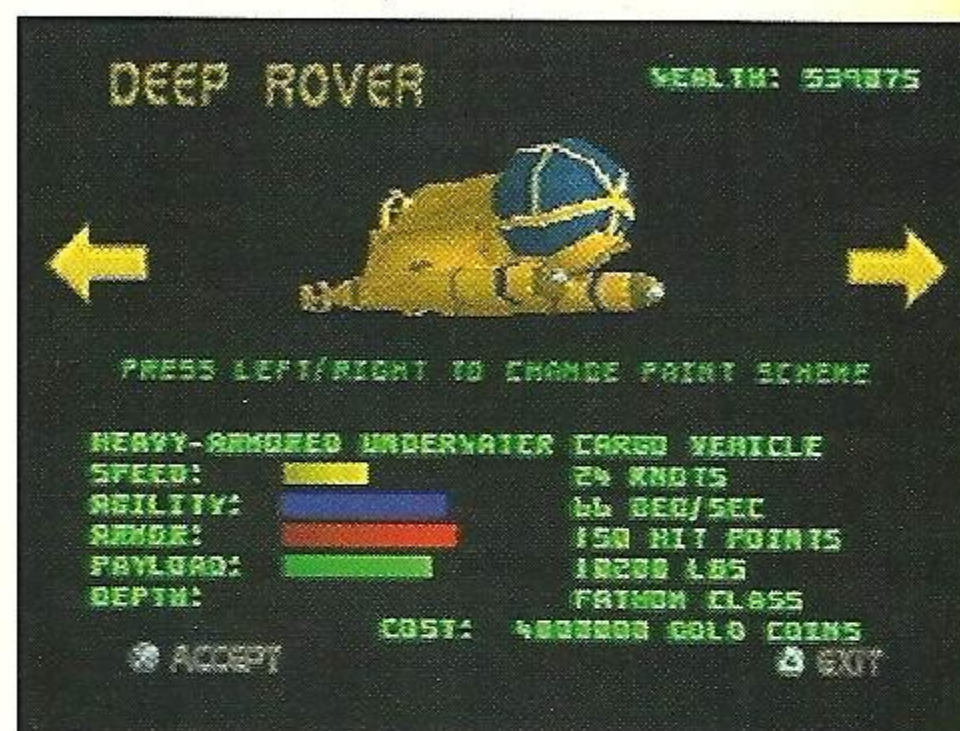 DEEP ROVER
WEALTH: 539075
PRESS LEFT/RIGHT TO CHANGE PAINT SCHEME
HEAVY-ARMORED UNDERWATER CARGO VEHICLE
SPEED: 24 KNOTS
AGILITY: 66 DEG/SEC
ARMOR: 150 HIT POINTS
PAYLOAD: 10200 LBS
DEPTH: FATHOM CLASS
COST: 4000000 GOLD COINS
ACCEPT
EXIT